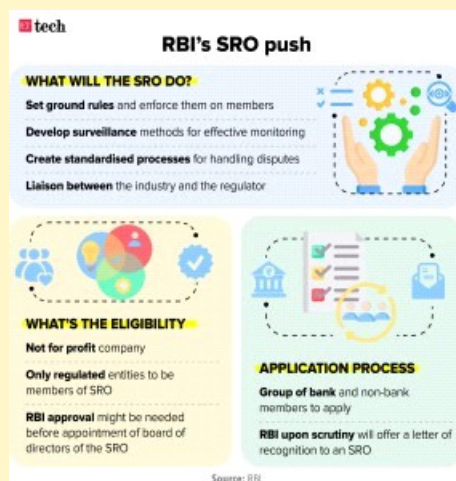 ET tech
RBI's SRO push
WHAT WILL THE SRO DO?
Set ground rules and enforce them on members
Develop surveillance methods for effective monitoring
Create standardised processes for handling disputes
Liaison between the industry and the regulator
WHAT'S THE ELIGIBILITY
Not for profit company
Only regulated entities to be
members of SRO
RBI approval might be needed
before appointment of board of
directors of the SRO
APPLICATION PROCESS
Group of bank and non-bank
members to apply
RBI upon scrutiny will offer a letter of
recognition to an SRO
Source: RBI